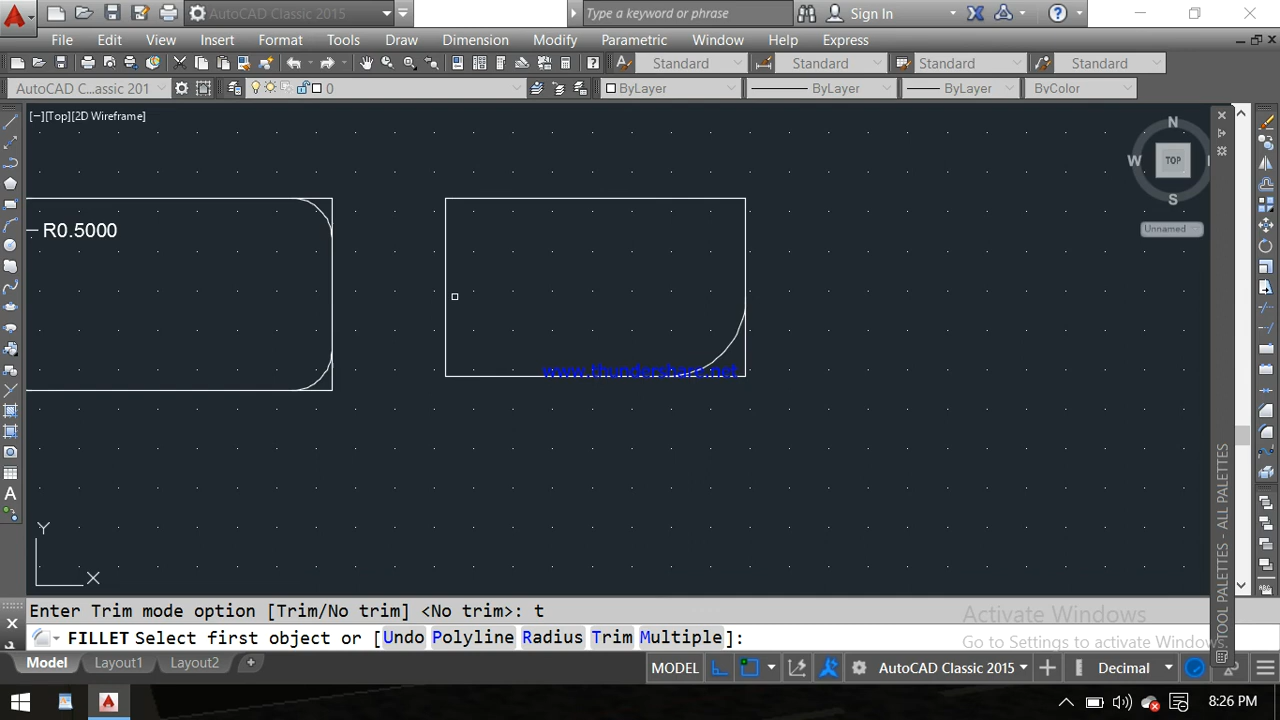 AutoCAD Classic 2015
Type a keyword or phrase
Sign In
File Edit View Insert Format Tools Draw Dimension Modify Parametric Window Help Express
Standard Standard Standard Standard
AutoCAD C...assic 201 0 ByLayer ByLayer ByLayer ByColor
[−][Top][2D Wireframe]
N
W TOP
S
Unnamed
R0.5000
www.thundershare.net
Y
X
TOOL PALETTES - ALL PALETTES
Enter Trim mode option [Trim/No trim] <No trim>: t
FILLET Select first object or [Undo Polyline Radius Trim Multiple]:
Activate Windows
Go to Settings to activate Windows.
Model Layout1 Layout2 +
MODEL AutoCAD Classic 2015 Decimal
8:26 PM